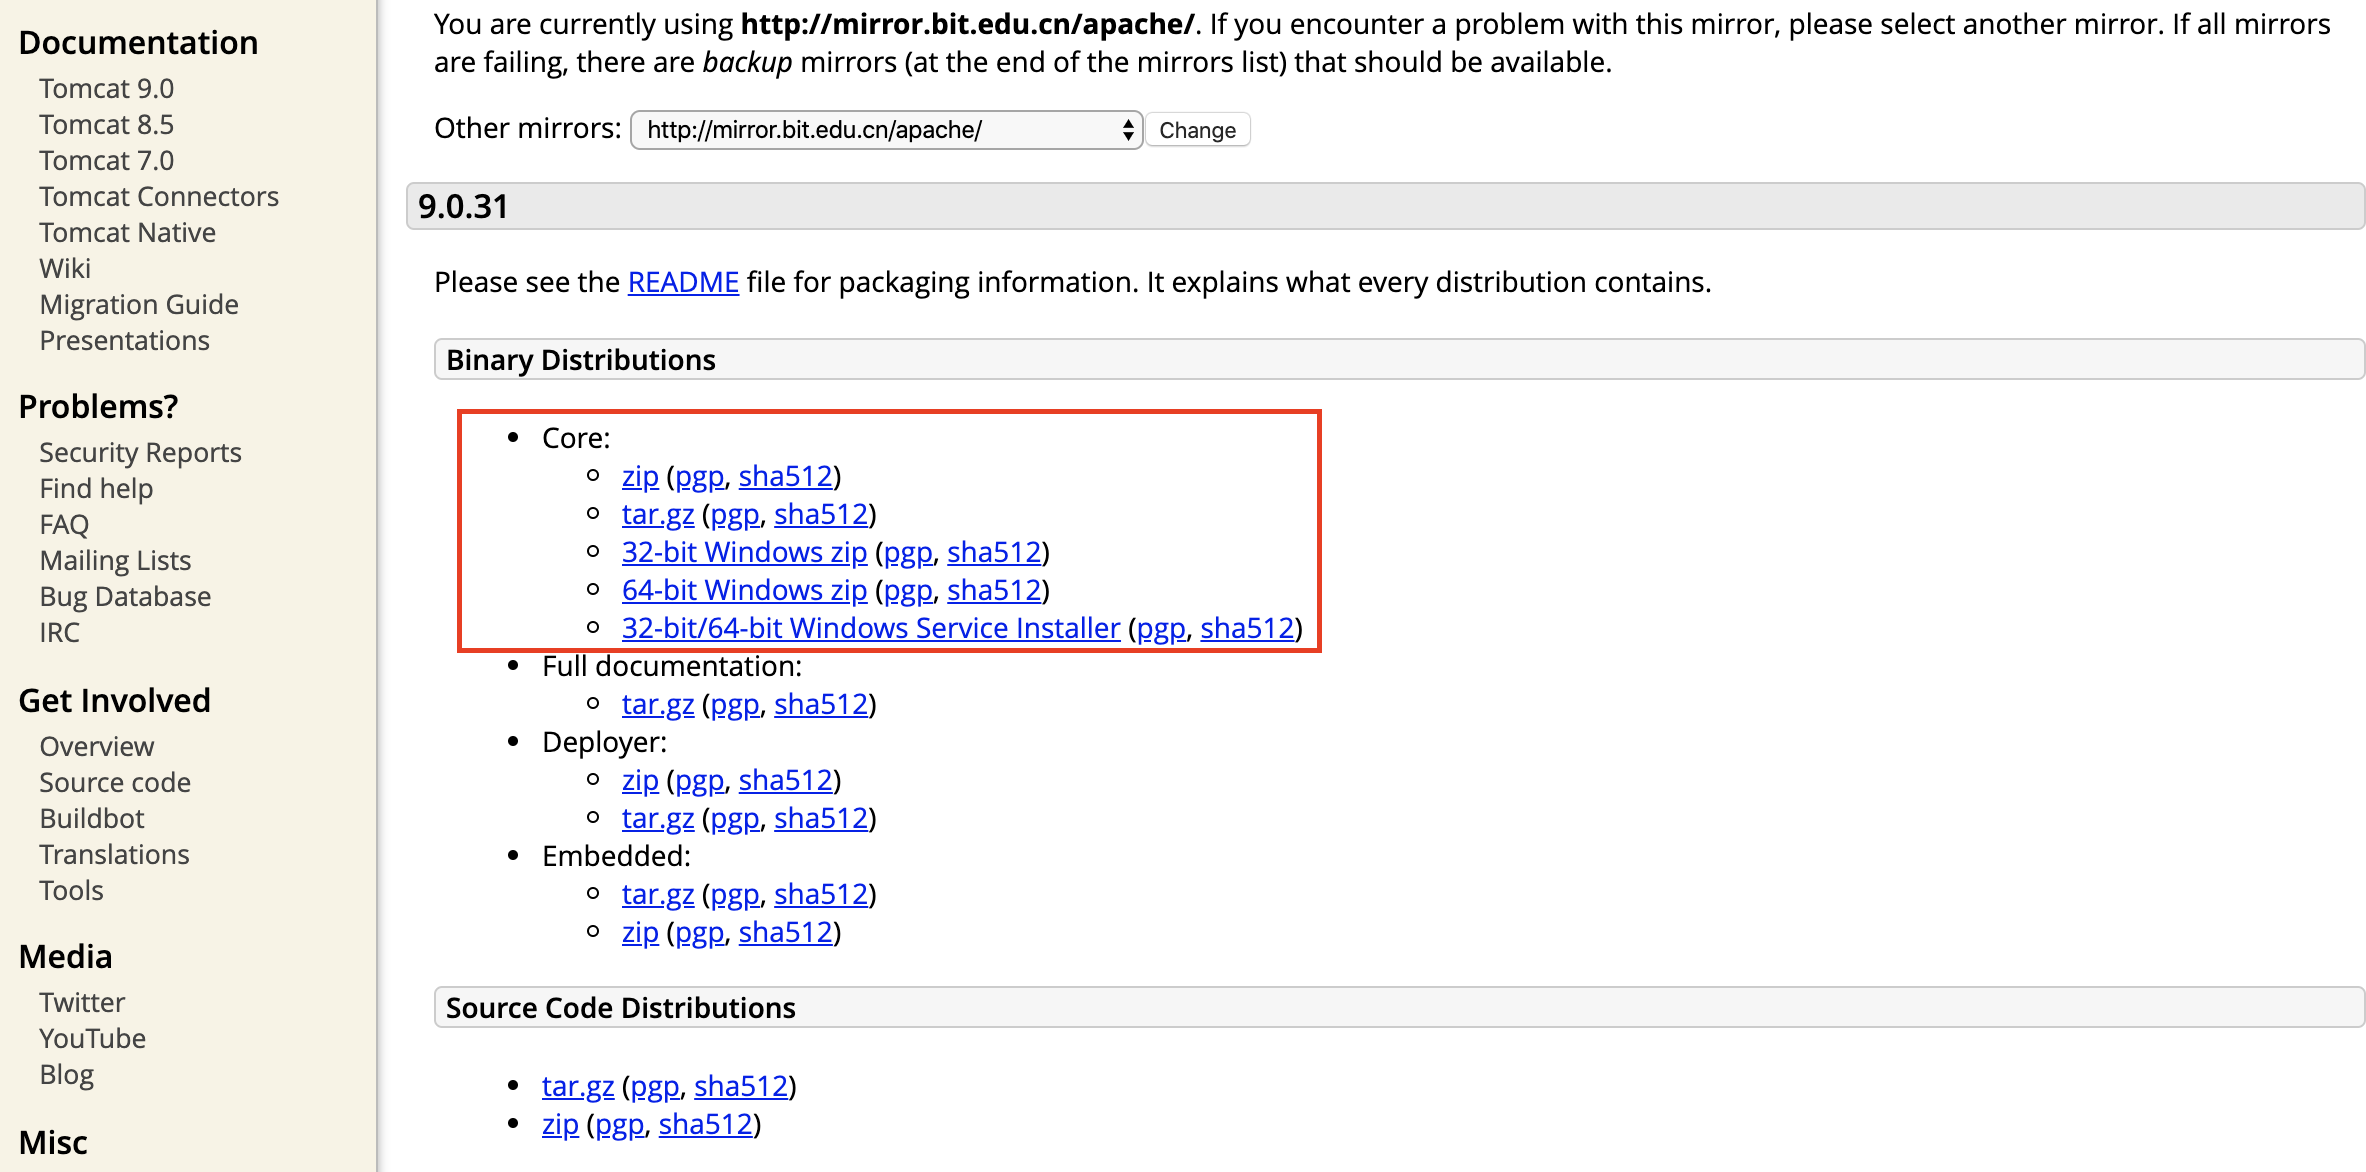 Documentation
Tomcat 9.0
Tomcat 8.5
Tomcat 7.0
Tomcat Connectors
Tomcat Native
Wiki
Migration Guide
Presentations
Problems?
Security Reports
Find help
FAQ
Mailing Lists
Bug Database
IRC
Get Involved
Overview
Source code
Buildbot
Translations
Tools
Media
Twitter
YouTube
Blog
Misc
You are currently using http://mirror.bit.edu.cn/apache/. If you encounter a problem with this mirror, please select another mirror. If all mirrors
are failing, there are backup mirrors (at the end of the mirrors list) that should be available.
Other mirrors: http://mirror.bit.edu.cn/apache/ Change
9.0.31
Please see the README file for packaging information. It explains what every distribution contains.
Binary Distributions
Core:
zip (pgp, sha512)
tar.gz (pgp, sha512)
32-bit Windows zip (pgp, sha512)
64-bit Windows zip (pgp, sha512)
32-bit/64-bit Windows Service Installer (pgp, sha512)
Full documentation:
tar.gz (pgp, sha512)
Deployer:
zip (pgp, sha512)
tar.gz (pgp, sha512)
Embedded:
tar.gz (pgp, sha512)
zip (pgp, sha512)
Source Code Distributions
tar.gz (pgp, sha512)
zip (pgp, sha512)